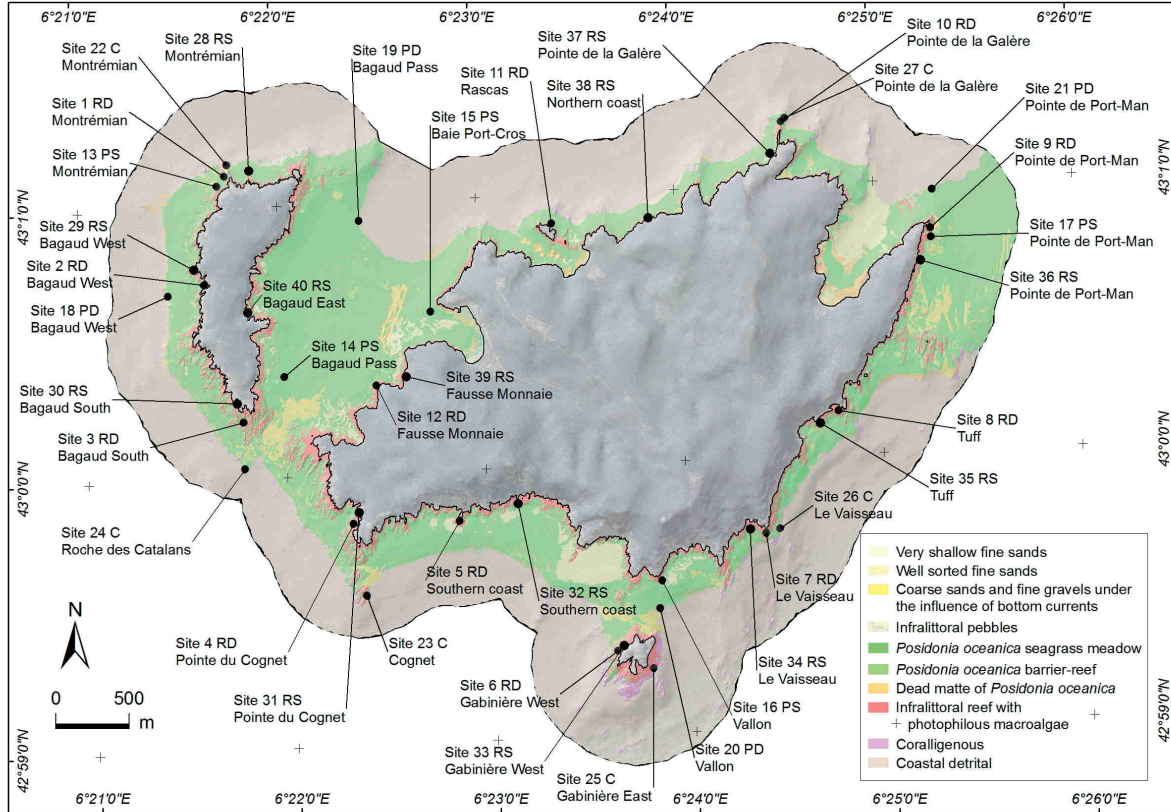 6°21'0"E
6°22'0"E
6°23'0"E
6°24'0"E
6°25'0"E
6°26'0"E
Site 22 C
Montrémian
Site 28 RS
Montrémian
Site 19 PD
Bagaud Pass
Site 11 RD
Rascas
Site 37 RS
Pointe de la Galère
Site 38 RS
Northern coast
Site 10 RD
Pointe de la Galère
Site 27 C
Pointe de la Galère
Site 21 PD
Pointe de Port-Man
Site 1 RD
Montrémian
Site 15 PS
Baie Port-Cros
Site 9 RD
Pointe de Port-Man
Site 13 PS
Montrémian
43°1'0"N
43°1'0"N
Site 29 RS
Bagaud West
Site 17 PS
Pointe de Port-Man
Site 2 RD
Bagaud West
Site 40 RS
Bagaud East
Site 36 RS
Pointe de Port-Man
Site 18 PD
Bagaud West
Site 14 PS
Bagaud Pass
Site 39 RS
Fausse Monnaie
Site 30 RS
Bagaud South
Site 12 RD
Fausse Monnaie
Site 8 RD
Tuff
Site 3 RD
Bagaud South
43°0'0"N
43°0'0"N
Site 35 RS
Tuff
Site 24 C
Roche des Catalans
Site 26 C
Le Vaisseau
Site 5 RD
Southern coast
Site 32 RS
Southern coast
Site 7 RD
Le Vaisseau
N
Site 4 RD
Pointe du Cognet
Site 23 C
Cognet
Site 34 RS
Le Vaisseau
0 500
m
Site 31 RS
Pointe du Cognet
Site 6 RD
Gabinière West
Site 16 PS
Vallon
Site 33 RS
Gabinière West
Site 20 PD
Vallon
Site 25 C
Gabinière East
Very shallow fine sands
Well sorted fine sands
Coarse sands and fine gravels under
the influence of bottom currents
Infralittoral pebbles
Posidonia oceanica seagrass meadow
Posidonia oceanica barrier-reef
Dead matte of Posidonia oceanica
Infralittoral reef with
photophilous macroalgae
Coralligenous
Coastal detrital
42°59'0"N
42°59'0"N
6°21'0"E
6°22'0"E
6°23'0"E
6°24'0"E
6°25'0"E
6°26'0"E